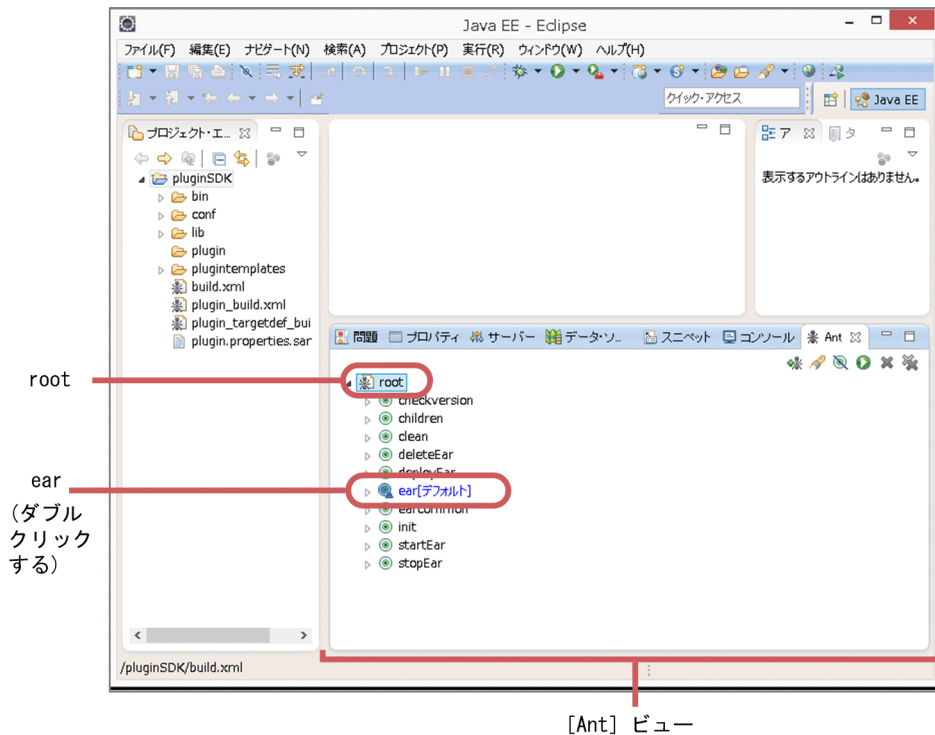 Java EE - Eclipse
ファイル(F) 編集(E) ナビゲート(N) 検索(A) プロジェクト(P) 実行(R) ウィンドウ(W) ヘルプ(H)
クイック・アクセス
Java EE
プロジェクト・エ...
pluginSDK
bin
conf
lib
plugin
plugintemplates
build.xml
plugin_build.xml
plugin_targetdef_bui
plugin.properties.sar
ア タ
表示するアウトラインはありません。
問題 プロパティ サーバー データ・ソ... スニペット コンソール Ant
root
checkversion
children
clean
deleteEar
deployEar
ear[デフォルト]
earcommon
init
startEar
stopEar
/pluginSDK/build.xml
root
ear
(ダブル
クリック
する)
[Ant] ビュー